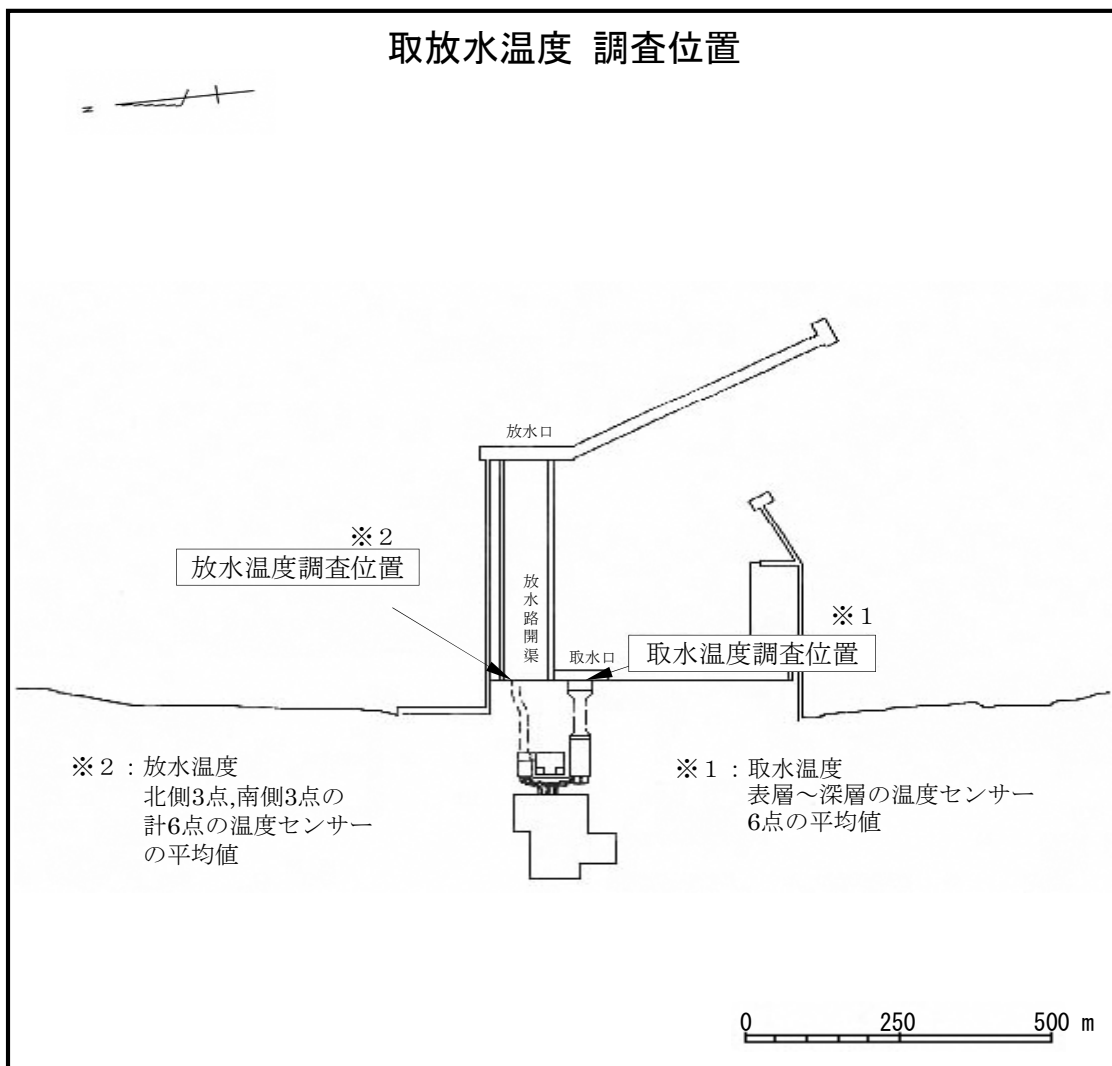 取放水温度 調査位置
N
放水口
※2
放水温度調査位置
放水路開渠
※1
取水口
取水温度調査位置
※2:放水温度
北側3点,南側3点の
計6点の温度センサー
の平均値
※1:取水温度
表層~深層の温度センサー
6点の平均値
0 250 500 m